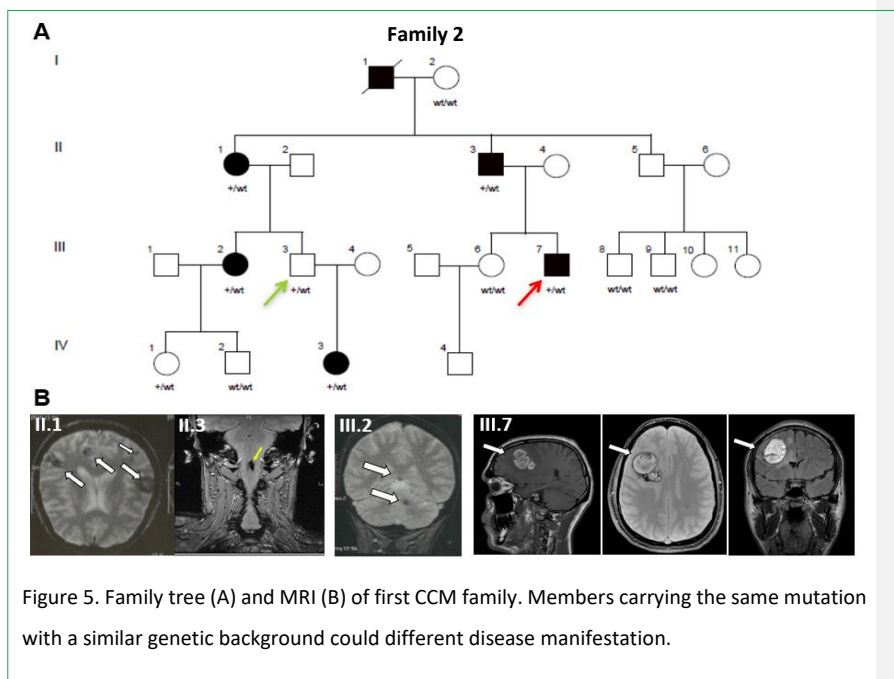 A
Family 2
I
1 2
wt/wt
II
1 2 3 4 5 6
+/wt +/wt
III
1 2 3 4 5 6 7 8 9 10 11
+/wt +/wt wt/wt +/wt wt/wt wt/wt
IV
1 2 3 4
+/wt wt/wt +/wt
B
II.1 II.3 III.2 III.7
Figure 5. Family tree (A) and MRI (B) of first CCM family. Members carrying the same mutation
with a similar genetic background could different disease manifestation.